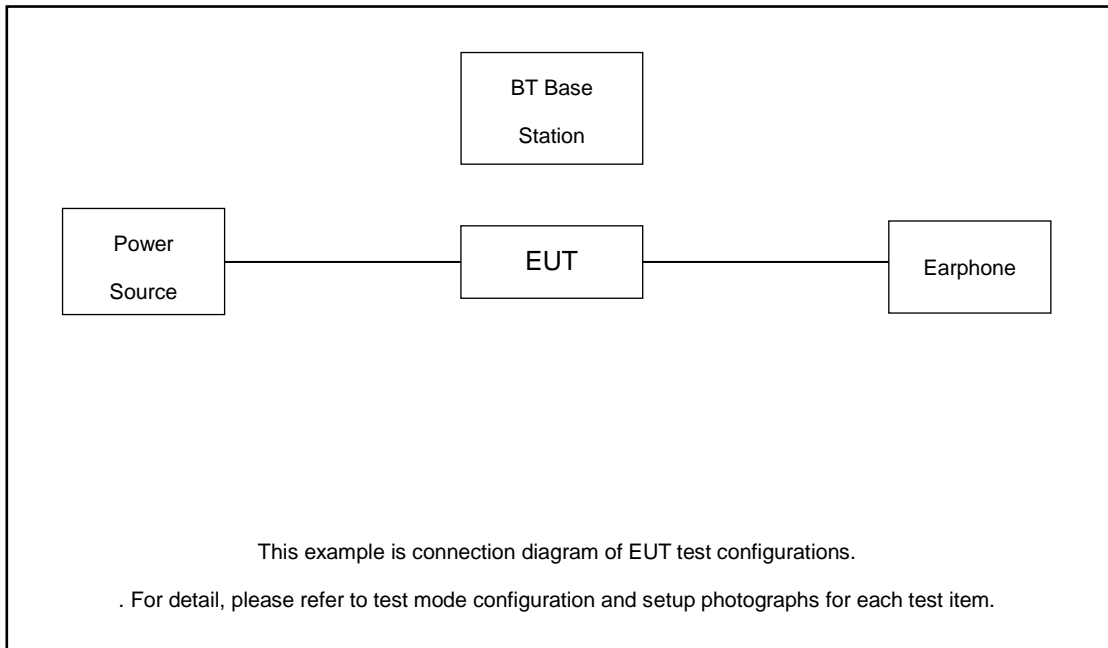 BT Base
Station
Power
Source
EUT
Earphone
This example is connection diagram of EUT test configurations.
. For detail, please refer to test mode configuration and setup photographs for each test item.